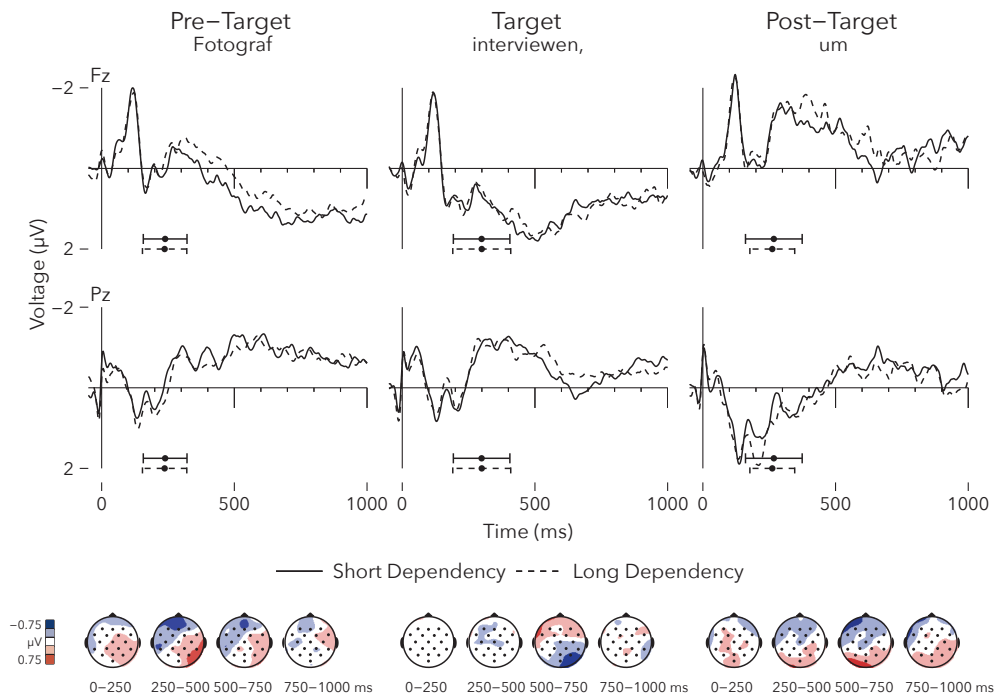 Pre–Target Target Post–Target
Fotograf interviewen, um
Fz
−2
2
Pz
−2
2
Voltage (µV)
0 500 1000 0 500 1000 0 500 1000
Time (ms)
Short Dependency Long Dependency
−0.75
µV
0.75
0−250 250−500 500−750 750−1000 ms 0−250 250−500 500−750 750−1000 ms 0−250 250−500 500−750 750−1000 ms